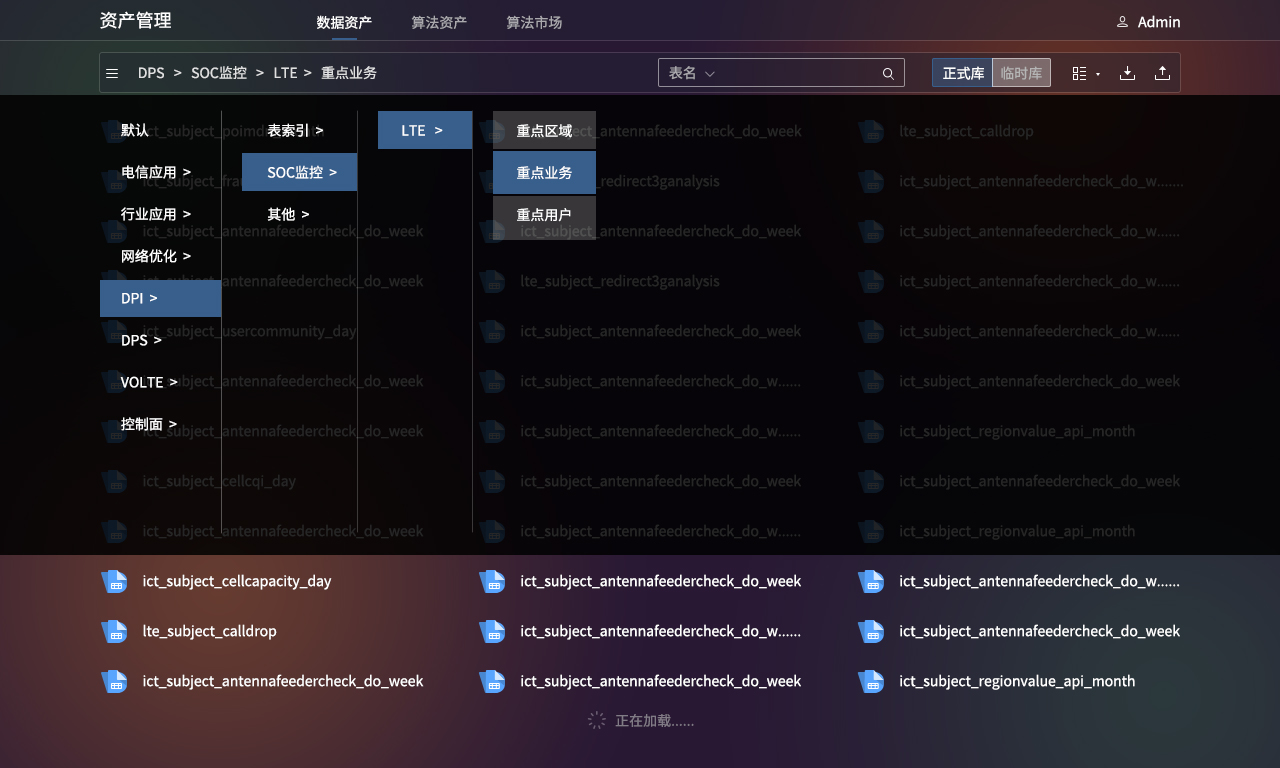 资产管理 数据资产 算法资产 算法市场 Admin
DPS > SOC监控 > LTE > 重点业务 表名 正式库 临时库
默认 表索引 > LTE > 重点区域 ict_subject_antennafeedercheck_do_week lte_subject_calldrop
电信应用 > SOC监控 > 重点业务 _redirect3ganalysis ict_subject_antennafeedercheck_do_w......
行业应用 > 其他 > 重点用户
ict_subject_antennafeedercheck_do_week ict_subject_antennafeedercheck_do_week ict_subject_antennafeedercheck_do_w......
网络优化 >
ict_subject_antennafeedercheck_do_week lte_subject_redirect3ganalysis ict_subject_antennafeedercheck_do_w......
DPI >
ict_subject_usercommunity_day ict_subject_antennafeedercheck_do_week ict_subject_antennafeedercheck_do_w......
DPS >
VOLTE > ict_subject_antennafeedercheck_do_week ict_subject_antennafeedercheck_do_w...... ict_subject_antennafeedercheck_do_week
控制面 > ict_subject_antennafeedercheck_do_week ict_subject_antennafeedercheck_do_w...... ict_subject_regionvalue_api_month
ict_subject_cellcqi_day ict_subject_antennafeedercheck_do_week ict_subject_antennafeedercheck_do_week
ict_subject_antennafeedercheck_do_week ict_subject_antennafeedercheck_do_week ict_subject_regionvalue_api_month
ict_subject_cellcapacity_day ict_subject_antennafeedercheck_do_week ict_subject_antennafeedercheck_do_w......
lte_subject_calldrop ict_subject_antennafeedercheck_do_w...... ict_subject_antennafeedercheck_do_week
ict_subject_antennafeedercheck_do_week ict_subject_antennafeedercheck_do_week ict_subject_regionvalue_api_month
正在加载......